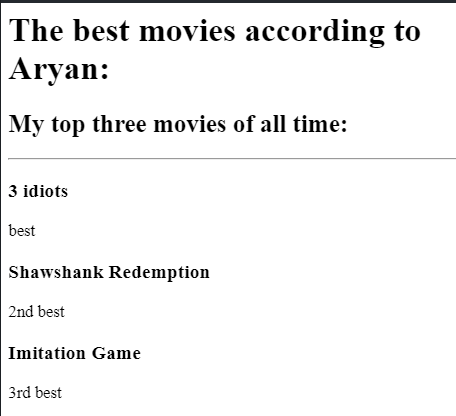 The best movies according to
Aryan:
My top three movies of all time:
3 idiots
best
Shawshank Redemption
2nd best
Imitation Game
3rd best